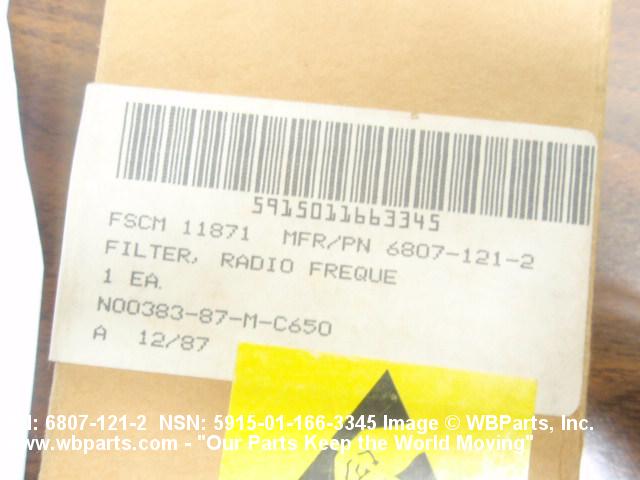 5915011663345
FSCM 11871 MFR/PN 6807-121-2
FILTER, RADIO FREQUE
1 EA.
N00383-87-M-C650
A 12/87
: 6807-121-2 NSN: 5915-01-166-3345 Image © WBParts, Inc.
www.wbparts.com - "Our Parts Keep the World Moving"